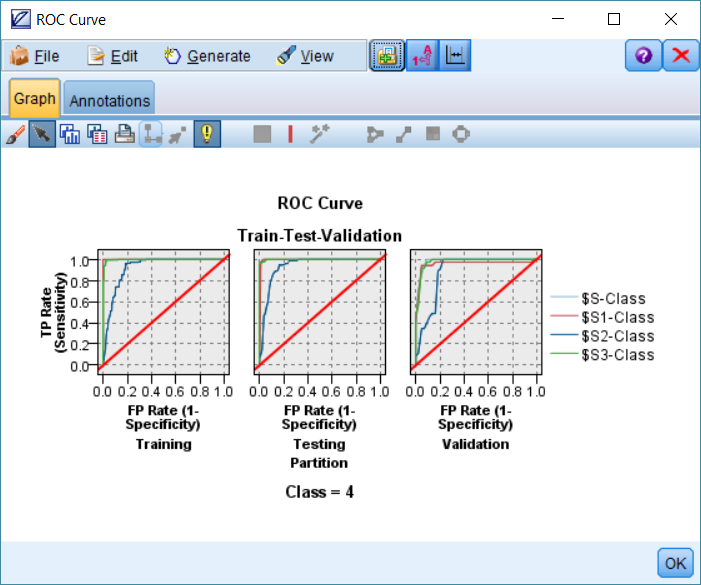 ROC Curve
File Edit Generate View
Graph Annotations
ROC Curve
Train-Test-Validation
TP Rate
(Sensitivity)
1.0
0.8
0.6
0.4
0.2
0.0
0.0 0.2 0.4 0.6 0.8 1.0 0.0 0.2 0.4 0.6 0.8 1.0 0.0 0.2 0.4 0.6 0.8 1.0
FP Rate (1-
Specificity)
Training
FP Rate (1-
Specificity)
Testing
FP Rate (1-
Specificity)
Validation
Partition
Class = 4
$S-Class
$S1-Class
$S2-Class
$S3-Class
OK